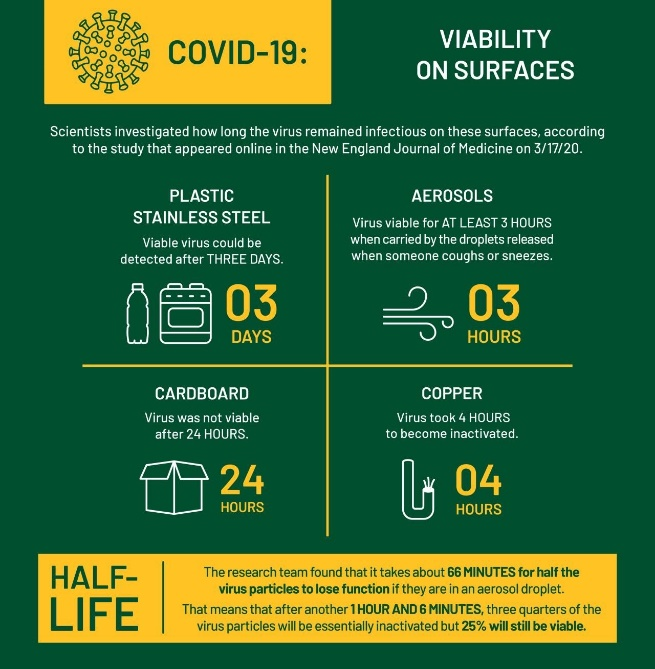 COVID-19:
VIABILITY
ON SURFACES
Scientists investigated how long the virus remained infectious on these surfaces, according
to the study that appeared online in the New England Journal of Medicine on 3/17/20.
PLASTIC
STAINLESS STEEL
Viable virus could be
detected after THREE DAYS.
03
DAYS
AEROSOLS
Virus viable for AT LEAST 3 HOURS
when carried by the droplets released
when someone coughs or sneezes.
03
HOURS
CARDBOARD
Virus was not viable
after 24 HOURS.
24
HOURS
COPPER
Virus took 4 HOURS
to become inactivated.
04
HOURS
HALF-
LIFE
The research team found that it takes about 66 MINUTES for half the
virus particles to lose function if they are in an aerosol droplet.
That means that after another 1 HOUR AND 6 MINUTES, three quarters of the
virus particles will be essentially inactivated but 25% will still be viable.